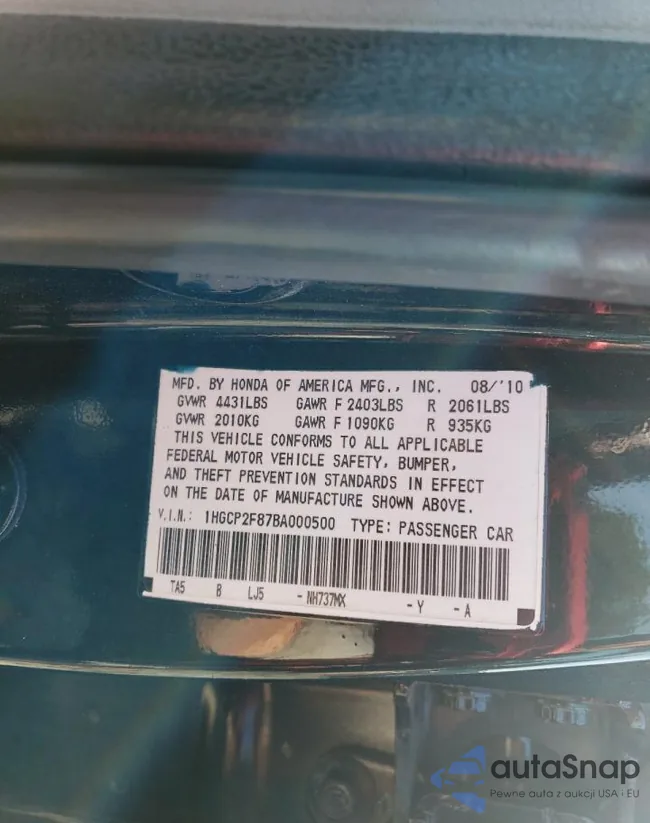 MFD. BY HONDA OF AMERICA MFG., INC. 08/'10
GVWR 4431LBS GAWR F 2403LBS R 2061LBS
GVWR 2010KG GAWR F 1090KG R 935KG
THIS VEHICLE CONFORMS TO ALL APPLICABLE
FEDERAL MOTOR VEHICLE SAFETY, BUMPER,
AND THEFT PREVENTION STANDARDS IN EFFECT
ON THE DATE OF MANUFACTURE SHOWN ABOVE.
V.I.N.: 1HGCP2F87BA000500 TYPE: PASSENGER CAR
TA5 B LJ5 - NH737MX - Y - A
autaSnap
Pewne auta z aukcji USA i EU